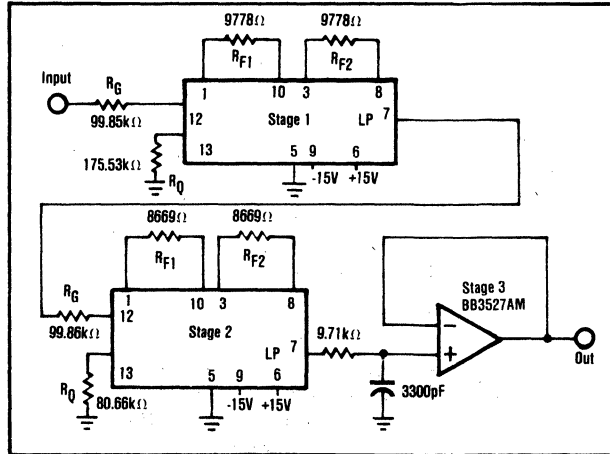 9778Ω 9778Ω
RF1 RF2
Input
RG
99.85kΩ
1 10 3 8
12 Stage 1 LP 7
13 5 9 6
-15V +15V
175.53kΩ
RQ
8669Ω 8669Ω
RF1 RF2
RG
99.86kΩ
1 10 3 8
12 Stage 2
LP 7
13 5 9 6
-15V +15V
RQ
80.66kΩ
9.71kΩ
3300pF
Stage 3
BB3527AM
−
+
Out